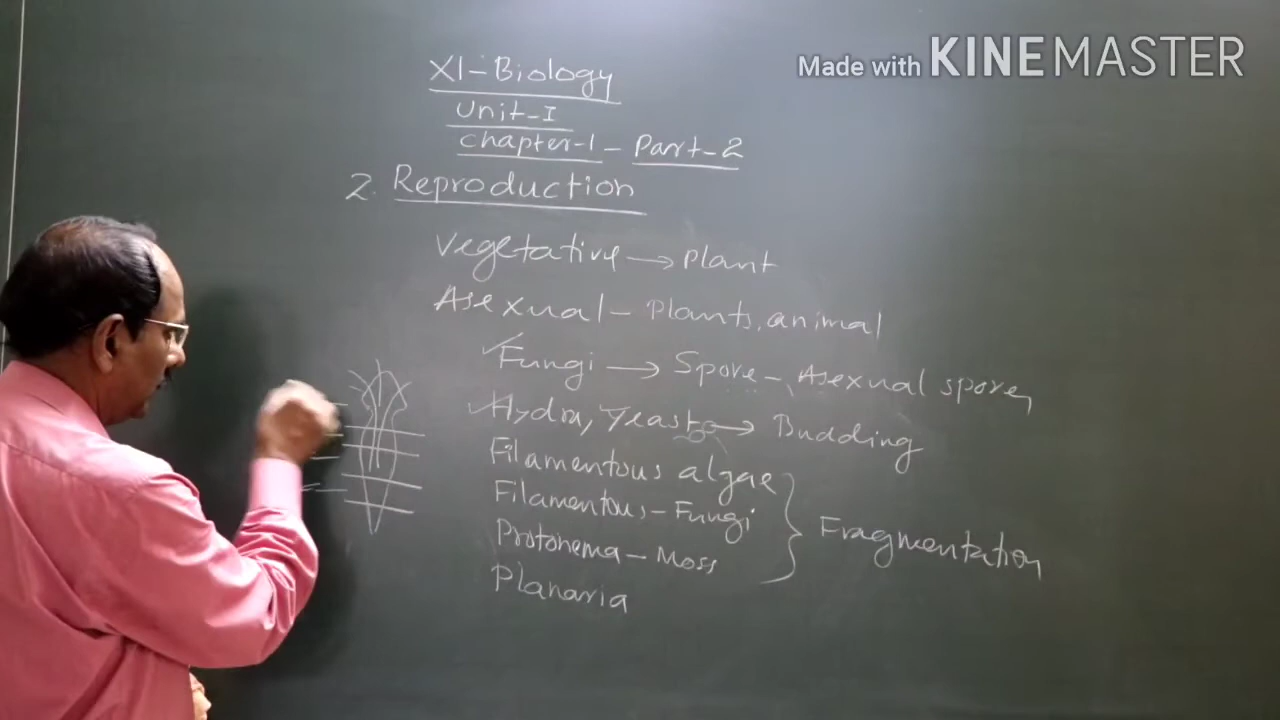 Made with KINEMASTER
XI-Biology
Unit-I
Chapter-1 - Part-2
2. Reproduction
Vegetative → Plant
Asexual - Plants, animal
✓Fungi → Spore - Asexual spore,
✓Hydra, Yeast → Budding
Filamentous algae
Filamentous - Fungi
Protonema - Moss
Planaria
} Fragmentation